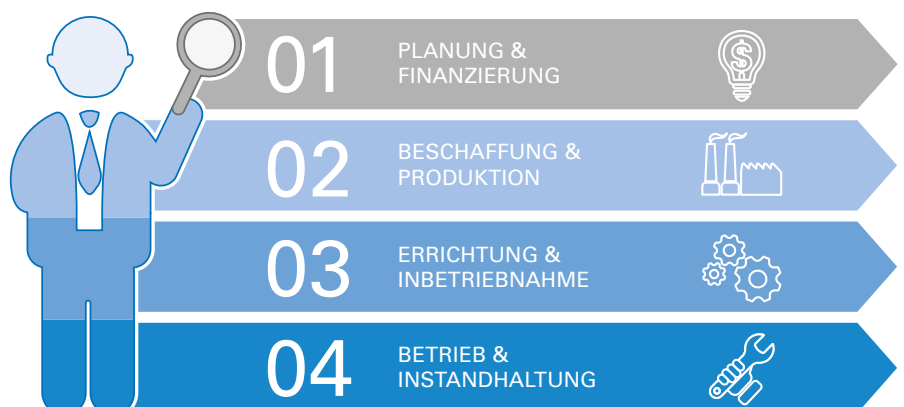 01
PLANUNG &
FINANZIERUNG
$
02
BESCHAFFUNG &
PRODUKTION
03
ERRICHTUNG &
INBETRIEBNAHME
04
BETRIEB &
INSTANDHALTUNG